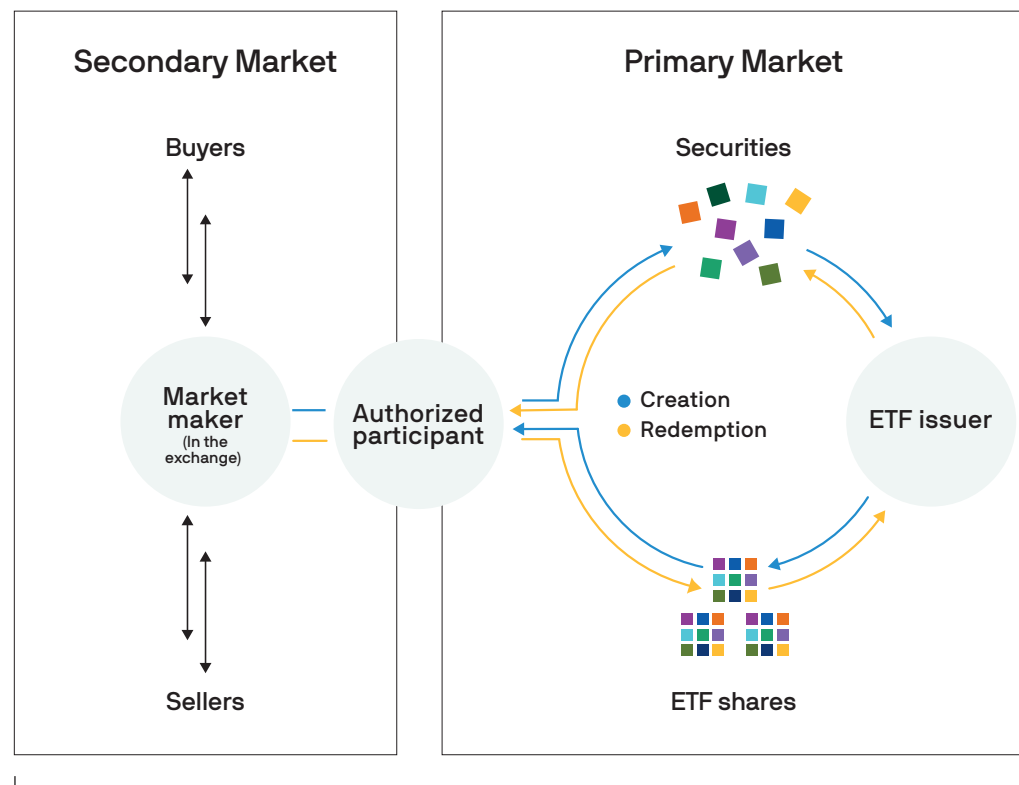 Secondary Market
Primary Market
Buyers
Securities
Market
maker
(In the
exchange)
Authorized
participant
Creation
Redemption
ETF issuer
Sellers
ETF shares